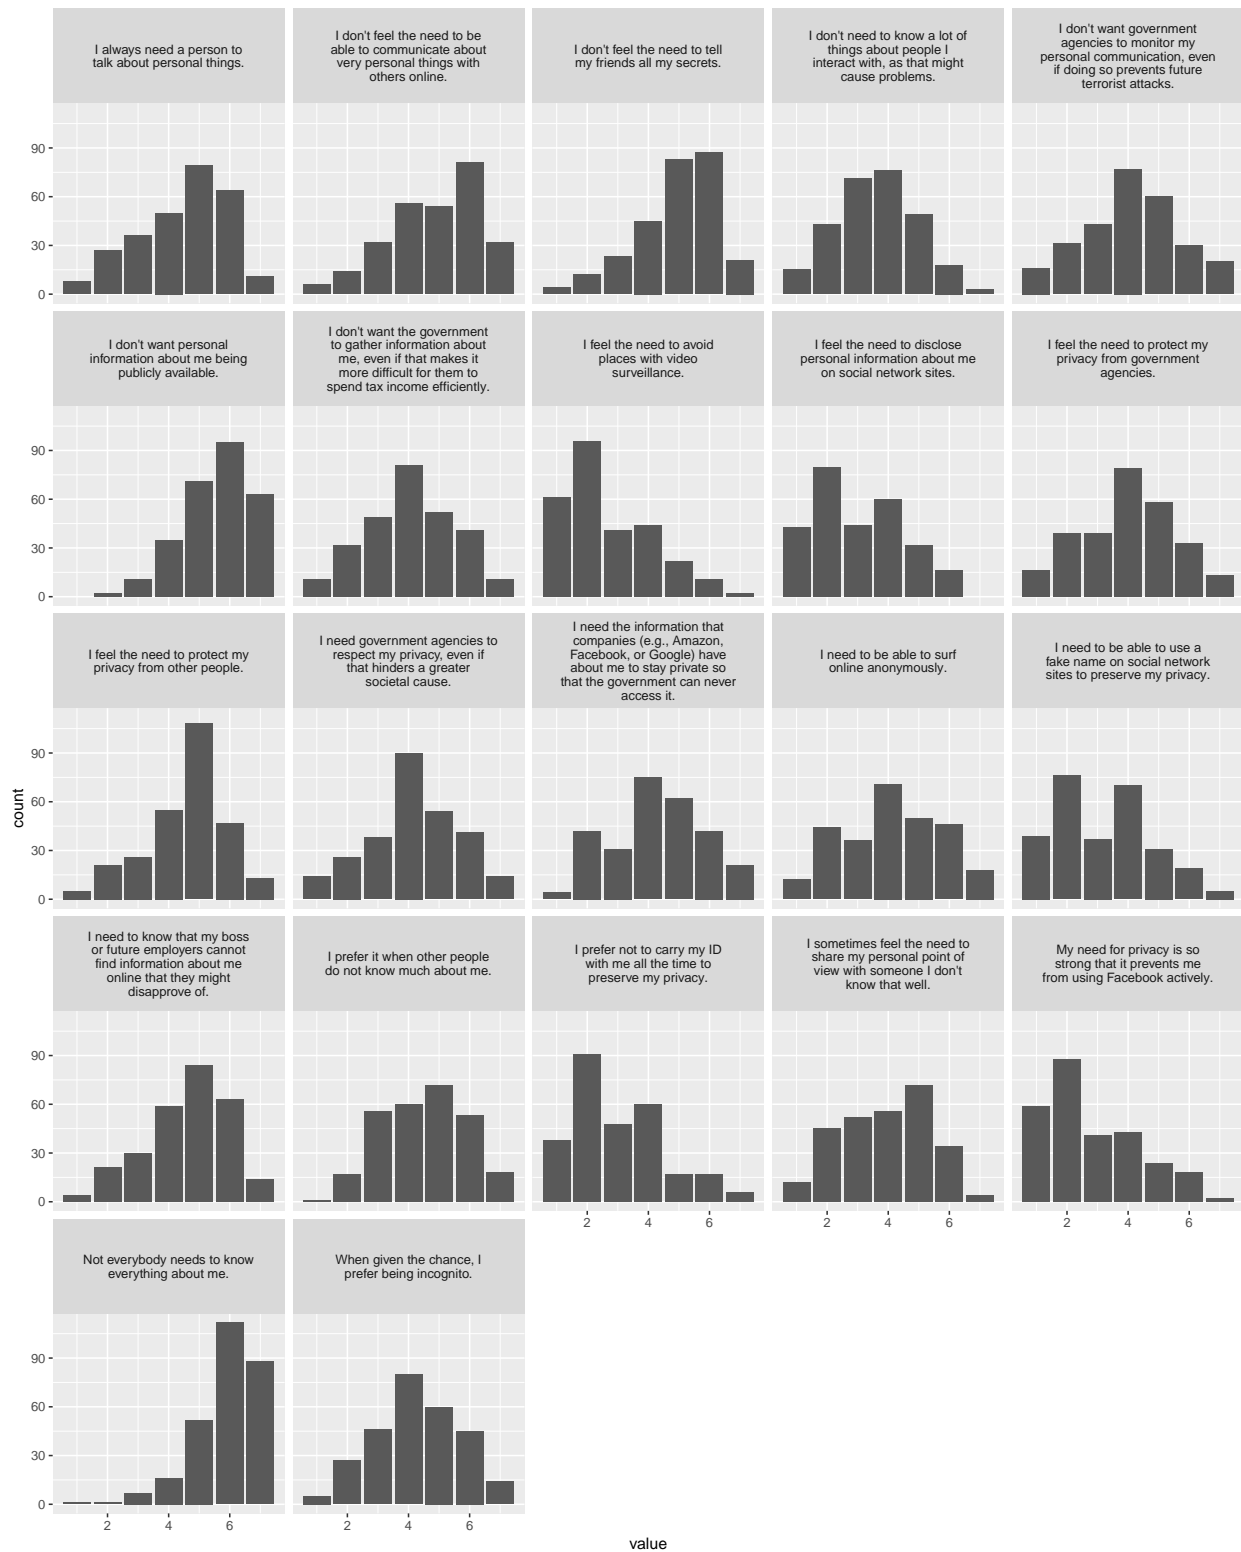 I always need a person to
talk about personal things.
I don't feel the need to be
able to communicate about
very personal things with
others online.
I don't feel the need to tell
my friends all my secrets.
I don't need to know a lot of
things about people I
interact with, as that might
cause problems.
I don't want government
agencies to monitor my
personal communication, even
if doing so prevents future
terrorist attacks.
90
60
30
0
I don't want personal
information about me being
publicly available.
I don't want the government
to gather information about
me, even if that makes it
more difficult for them to
spend tax income efficiently.
I feel the need to avoid
places with video
surveillance.
I feel the need to disclose
personal information about me
on social network sites.
I feel the need to protect my
privacy from government
agencies.
90
60
30
0
I feel the need to protect my
privacy from other people.
I need government agencies to
respect my privacy, even if
that hinders a greater
societal cause.
I need the information that
companies (e.g., Amazon,
Facebook, or Google) have
about me to stay private so
that the government can never
access it.
I need to be able to surf
online anonymously.
I need to be able to use a
fake name on social network
sites to preserve my privacy.
90
60
30
0
count
I need to know that my boss
or future employers cannot
find information about me
online that they might
disapprove of.
I prefer it when other people
do not know much about me.
I prefer not to carry my ID
with me all the time to
preserve my privacy.
I sometimes feel the need to
share my personal point of
view with someone I don't
know that well.
My need for privacy is so
strong that it prevents me
from using Facebook actively.
90
60
30
0
2 4 6
2 4 6
2 4 6
Not everybody needs to know
everything about me.
When given the chance, I
prefer being incognito.
90
60
30
0
2 4 6
2 4 6
value